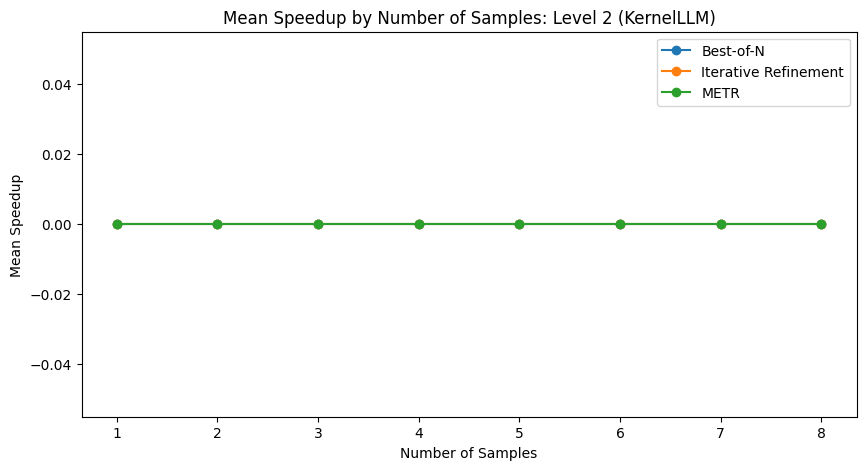 Mean Speedup by Number of Samples: Level 2 (KernelLLM)
Best-of-N
Iterative Refinement
METR
Mean Speedup
0.04
0.02
0.00
−0.02
−0.04
1 2 3 4 5 6 7 8
Number of Samples